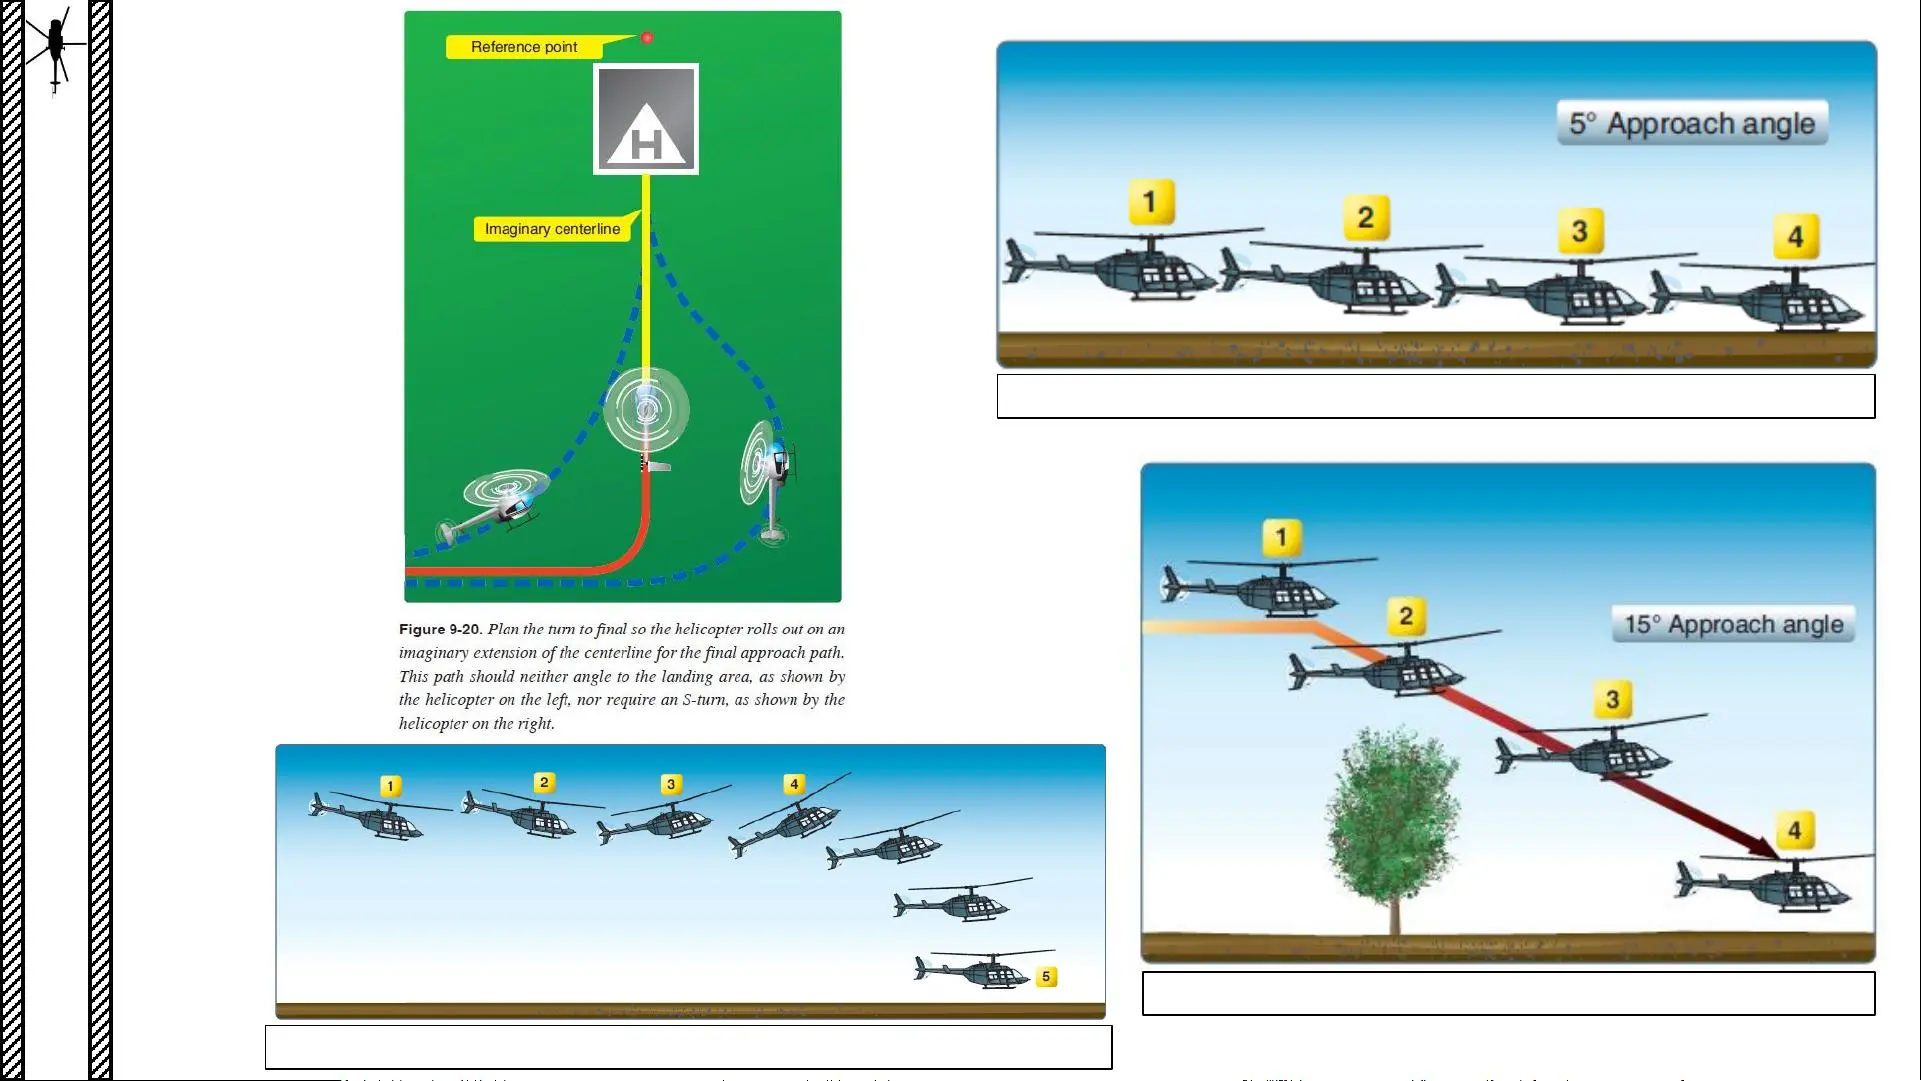 Reference point
H
Imaginary centerline
Figure 9-20. Plan the turn to final so the helicopter rolls out on an
imaginary extension of the centerline for the final approach path.
This path should neither angle to the landing area, as shown by
the helicopter on the left, nor require an S-turn, as shown by the
helicopter on the right.
1
2
3
4
5
5° Approach angle
1
2
3
4
15° Approach angle
1
2
3
4